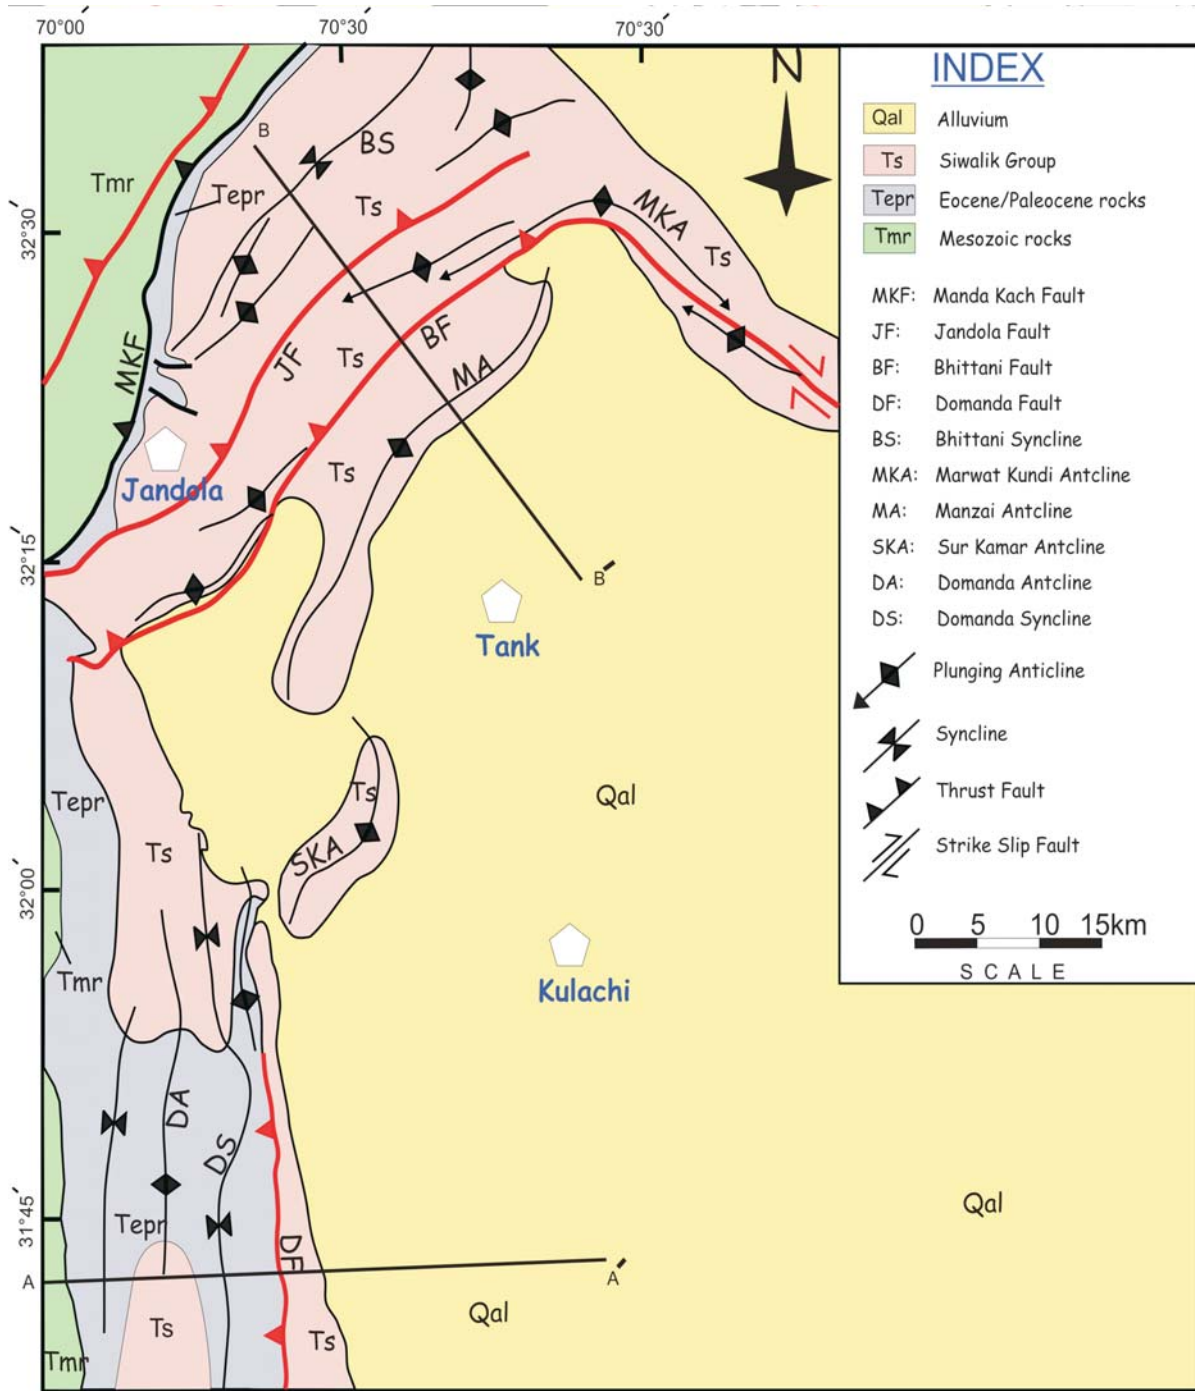 70°00´
70°30´
70°30´
32°30´
32°15´
32°00´
31°45´
N
B
BS
Tmr
Tepr
Ts
MKA
Ts
MKF
JF
Ts
BF
MA
Ts
Jandola
B´
Tank
Tepr
Ts
Ts
SKA
Qal
Tmr
Kulachi
DA
DS
Tepr
DF
Qal
A
A´
Ts
Qal
Ts
Tmr
INDEX
Qal Alluvium
Ts Siwalik Group
Tepr Eocene/Paleocene rocks
Tmr Mesozoic rocks
MKF: Manda Kach Fault
JF: Jandola Fault
BF: Bhittani Fault
DF: Domanda Fault
BS: Bhittani Syncline
MKA: Marwat Kundi Antcline
MA: Manzai Antcline
SKA: Sur Kamar Antcline
DA: Domanda Antcline
DS: Domanda Syncline
Plunging Anticline
Syncline
Thrust Fault
Strike Slip Fault
0 5 10 15km
SCALE